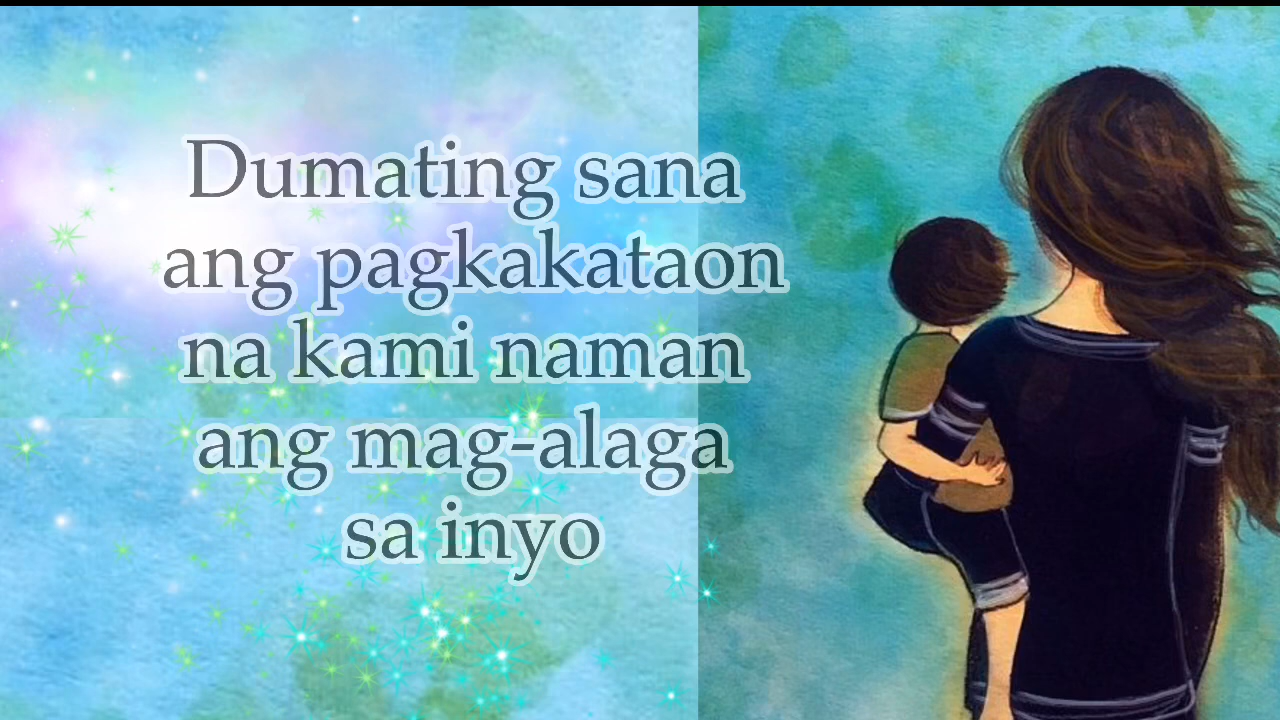 Dumating sana
ang pagkakataon
na kami naman
ang mag-alaga
sa inyo